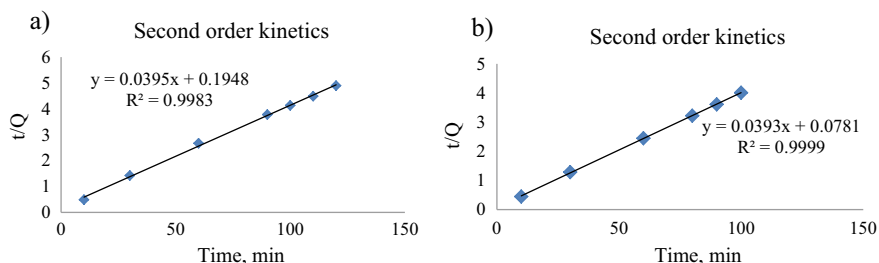 a)
Second order kinetics
6
5
4
3
2
1
0
t/Q
y = 0.0395x + 0.1948
R² = 0.9983
0 50 100 150
Time, min
b)
Second order kinetics
5
4
3
2
1
0
t/Q
y = 0.0393x + 0.0781
R² = 0.9999
0 50 100 150
Time, min